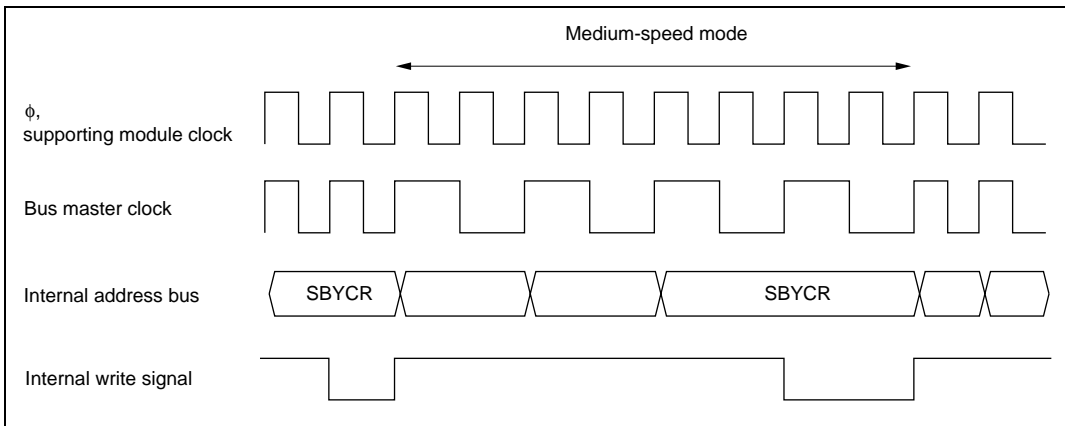 Medium-speed mode
ϕ,
supporting module clock
Bus master clock
Internal address bus
SBYCR
SBYCR
Internal write signal